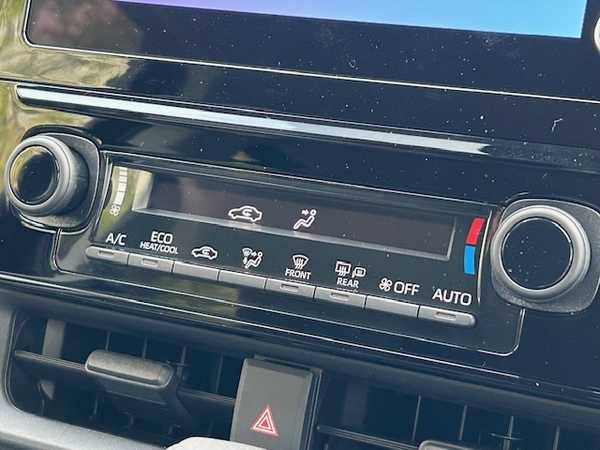 A/C
ECO
HEAT/COOL
FRONT
REAR
OFF
AUTO